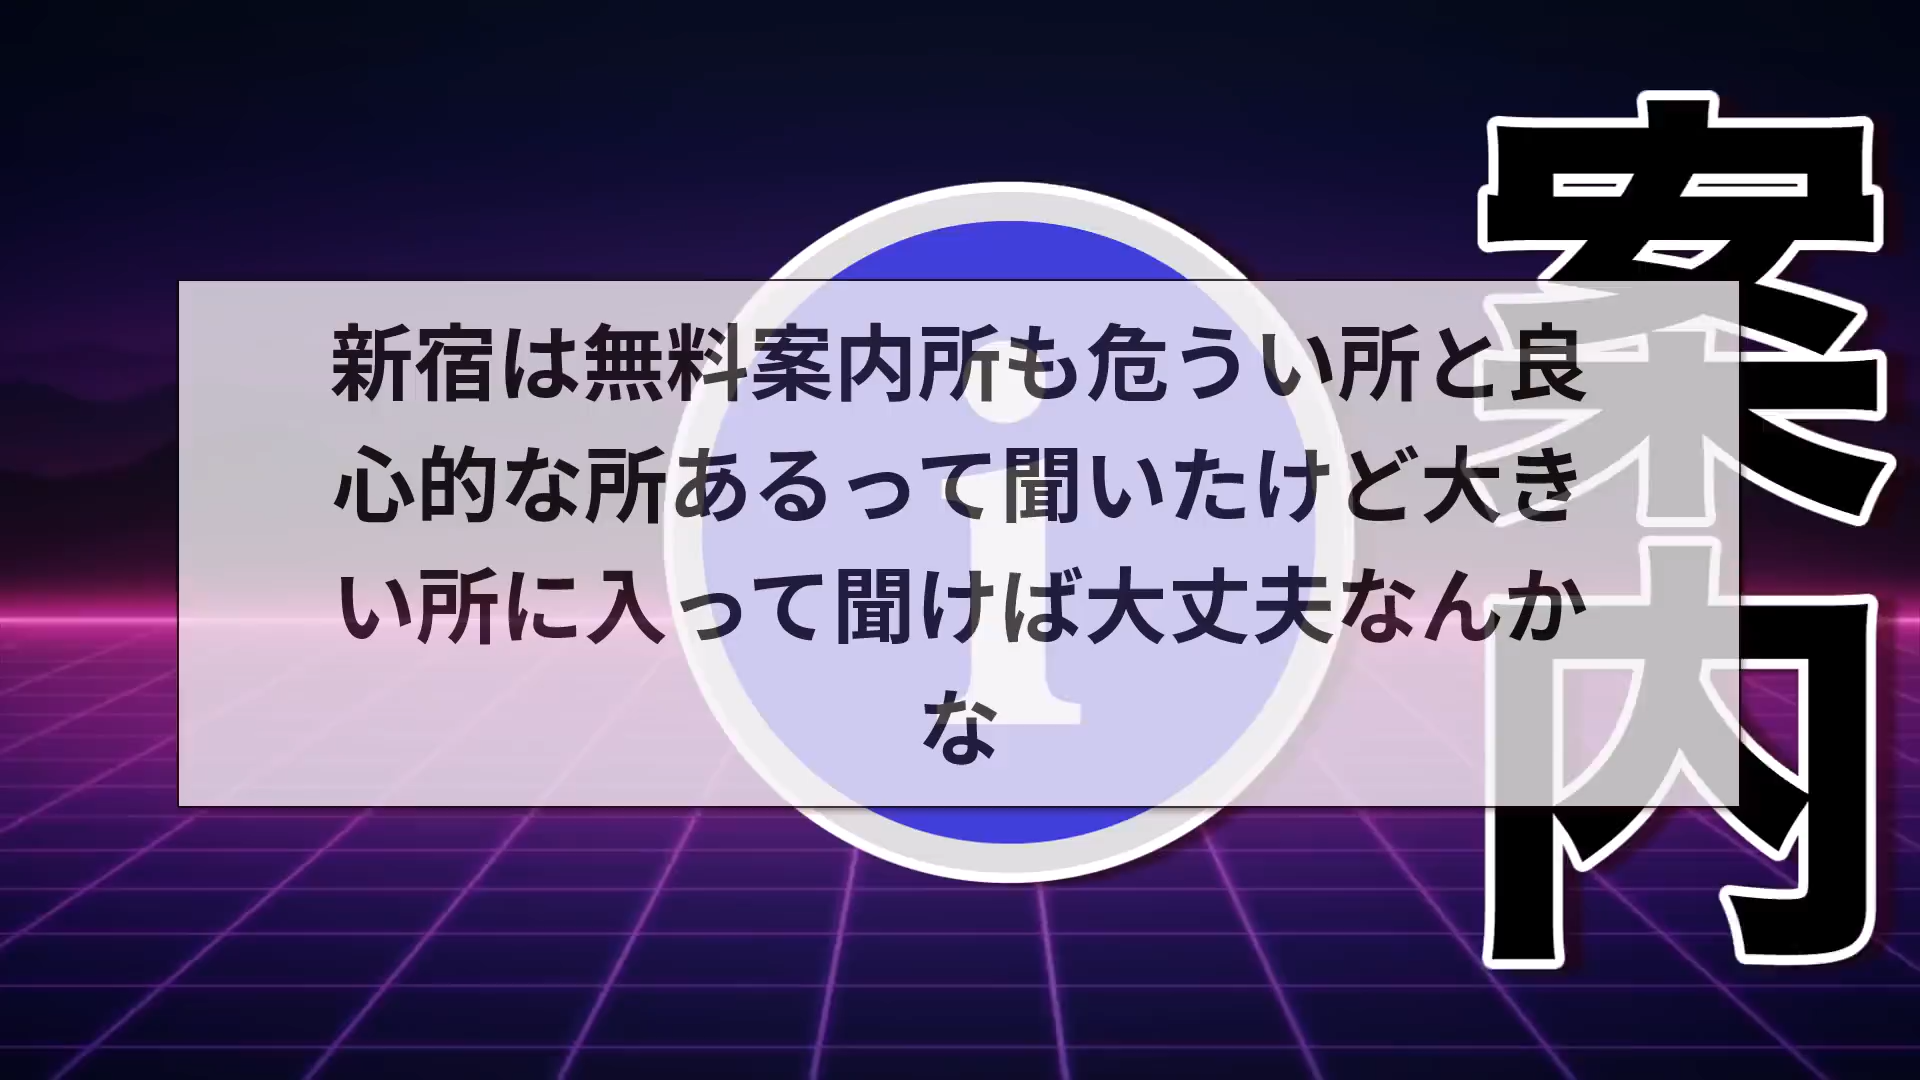 新宿は無料案内所も危うい所と良
心的な所あるって聞いたけど大き
い所に入って聞けば大丈夫なんか
な
案内
i